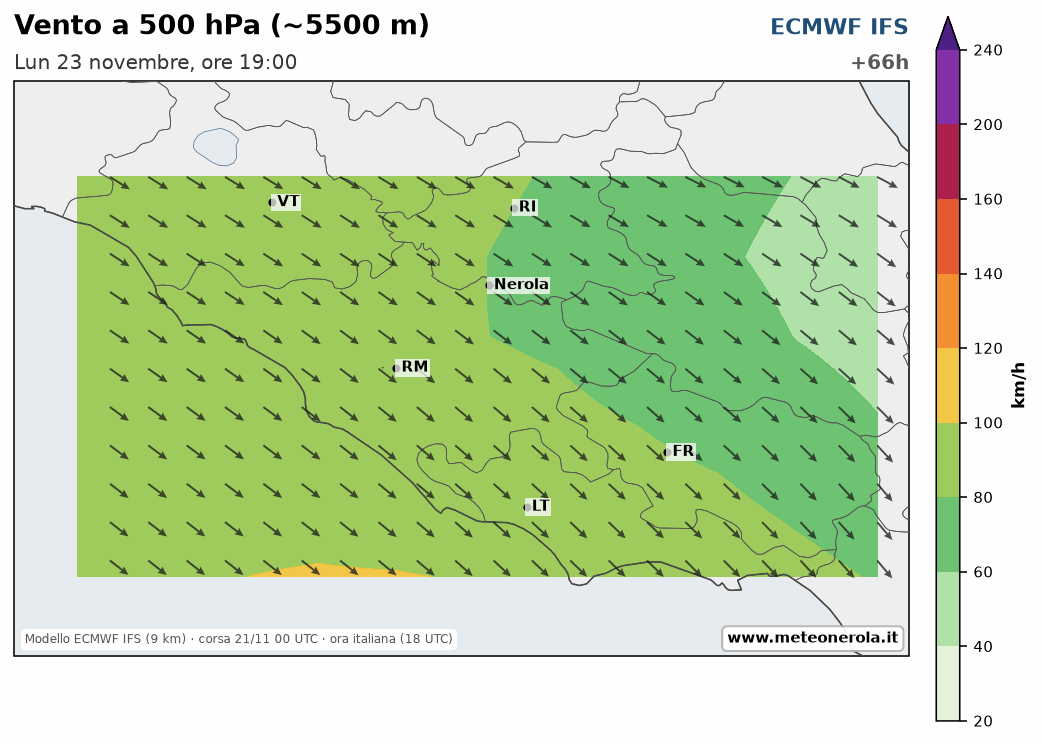 Vento a 500 hPa (~5500 m)
ECMWF IFS
Lun 23 novembre, ore 19:00
+66h
VT
RI
Nerola
RM
FR
LT
240
200
160
140
120
100
80
60
40
20
km/h
Modello ECMWF IFS (9 km) · corsa 21/11 00 UTC · ora italiana (18 UTC)
www.meteonerola.it